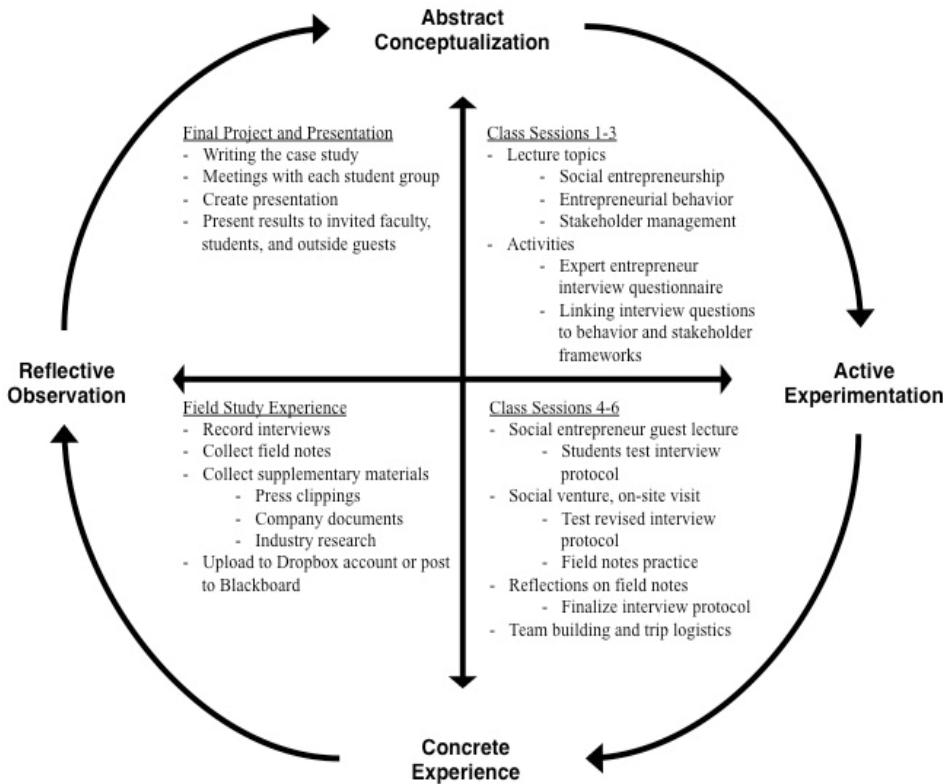 Abstract
Conceptualization
Final Project and Presentation
- Writing the case study
- Meetings with each student group
- Create presentation
- Present results to invited faculty,
students, and outside guests
Class Sessions 1-3
- Lecture topics
- Social entrepreneurship
- Entrepreneurial behavior
- Stakeholder management
- Activities
- Expert entrepreneur
interview questionnaire
- Linking interview questions
to behavior and stakeholder
frameworks
Reflective
Observation
Active
Experimentation
Field Study Experience
- Record interviews
- Collect field notes
- Collect supplementary materials
- Press clippings
- Company documents
- Industry research
- Upload to Dropbox account or post
to Blackboard
Class Sessions 4-6
- Social entrepreneur guest lecture
- Students test interview
protocol
- Social venture, on-site visit
- Test revised interview
protocol
- Field notes practice
- Reflections on field notes
- Finalize interview protocol
- Team building and trip logistics
Concrete
Experience